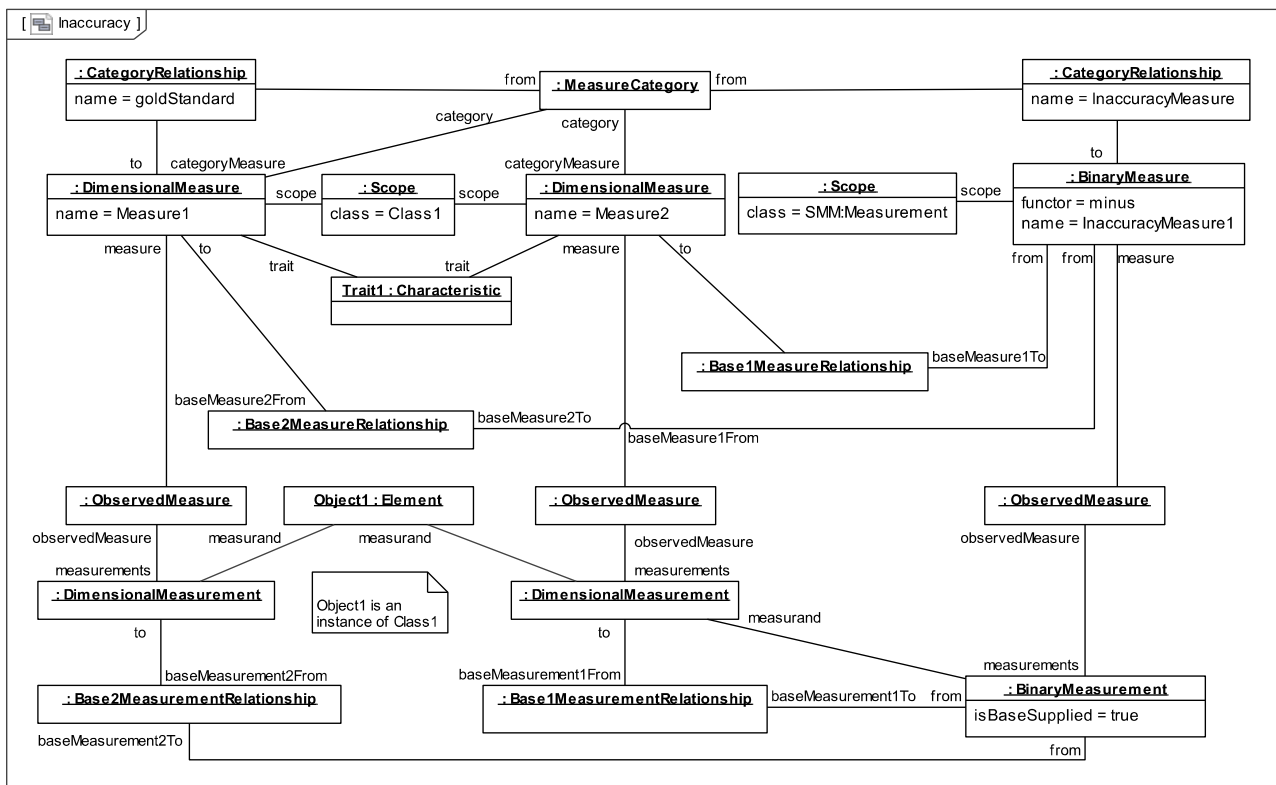 [ Inaccuracy ]
: CategoryRelationship
name = goldStandard
from
: MeasureCategory
from
: CategoryRelationship
name = InaccuracyMeasure
category
category
to
categoryMeasure
categoryMeasure
to
: DimensionalMeasure
name = Measure1
scope
: Scope
class = Class1
scope
: DimensionalMeasure
name = Measure2
: Scope
class = SMM:Measurement
scope
: BinaryMeasure
functor = minus
name = InaccuracyMeasure1
measure
to
trait
trait
measure
to
from
from
measure
Trait1 : Characteristic
: Base1MeasureRelationship
baseMeasure1To
baseMeasure2From
: Base2MeasureRelationship
baseMeasure2To
baseMeasure1From
: ObservedMeasure
Object1 : Element
: ObservedMeasure
: ObservedMeasure
observedMeasure
measurand
measurand
observedMeasure
observedMeasure
measurements
measurements
: DimensionalMeasurement
Object1 is an
instance of Class1
: DimensionalMeasurement
measurand
to
to
measurements
baseMeasurement2From
baseMeasurement1From
: Base2MeasurementRelationship
: Base1MeasurementRelationship
baseMeasurement1To
from
: BinaryMeasurement
isBaseSupplied = true
baseMeasurement2To
from